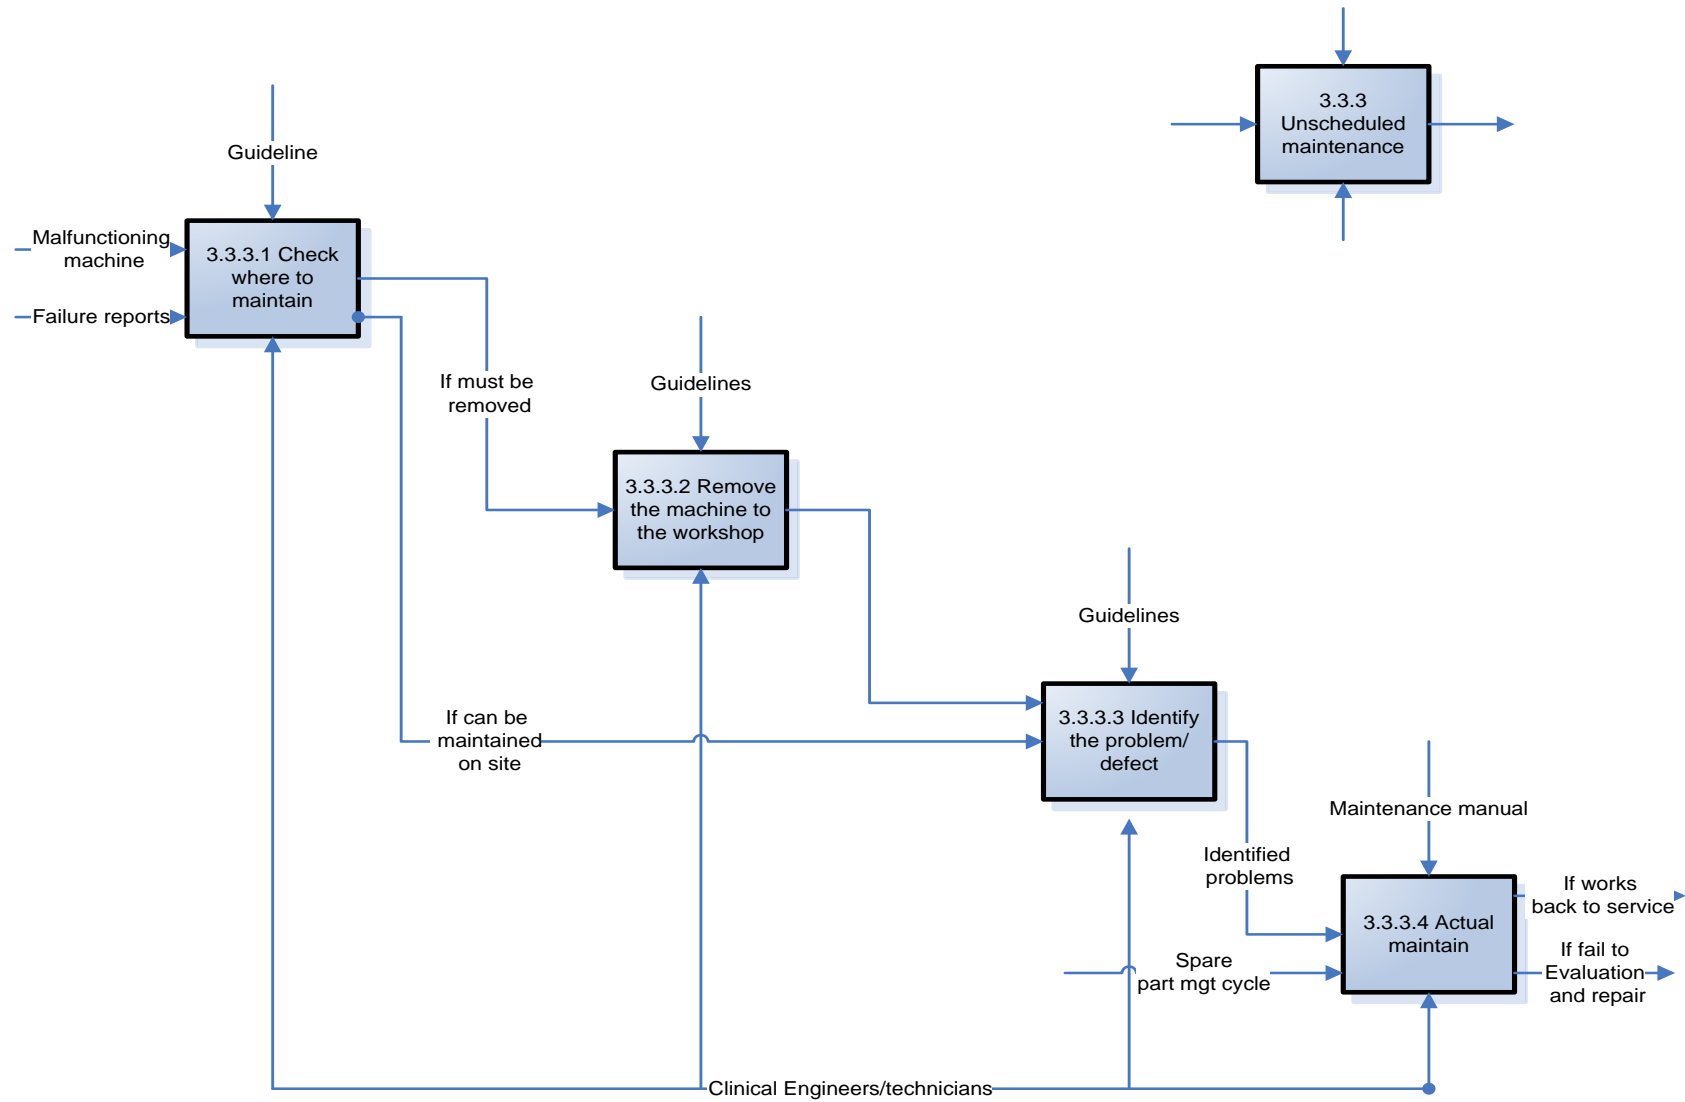 3.3.3
Unscheduled
maintenance
Guideline
Malfunctioning
machine
Failure reports
3.3.3.1 Check
where to
maintain
If must be
removed
Guidelines
3.3.3.2 Remove
the machine to
the workshop
Guidelines
If can be
maintained
on site
3.3.3.3 Identify
the problem/
defect
Maintenance manual
Identified
problems
If works
back to service
3.3.3.4 Actual
maintain
Spare
part mgt cycle
If fail to
Evaluation
and repair
Clinical Engineers/technicians